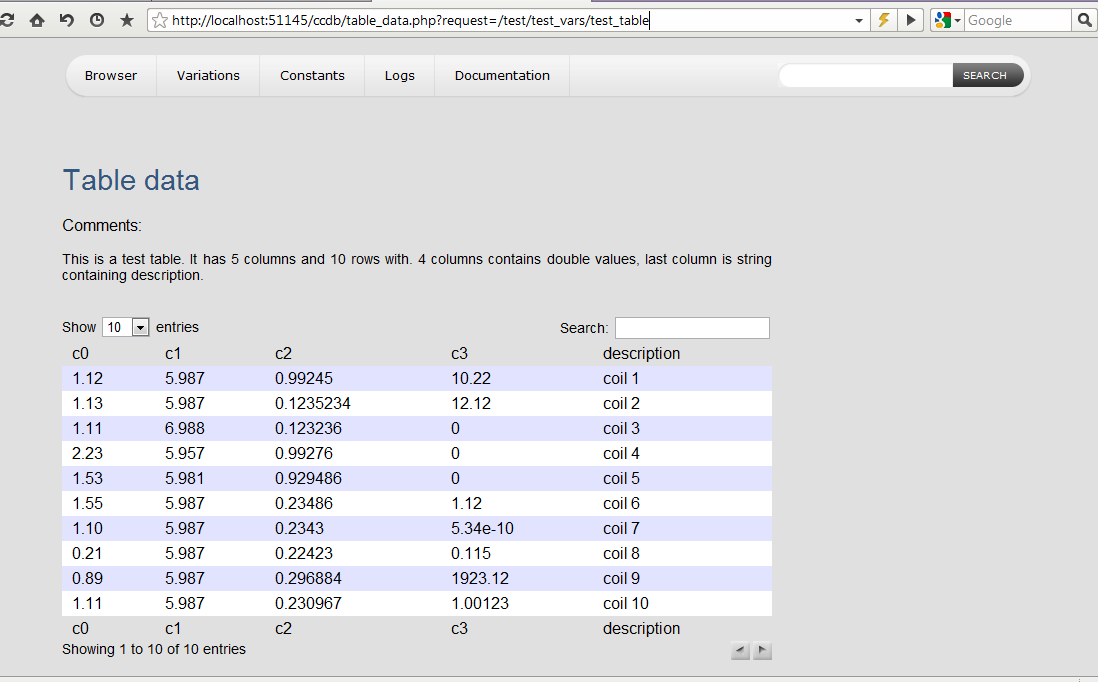 http://localhost:51145/ccdb/table_data.php?request=/test/test_vars/test_table Google
Browser Variations Constants Logs Documentation SEARCH
Table data
Comments:
This is a test table. It has 5 columns and 10 rows with. 4 columns contains double values, last column is string
containing description.
Show 10 entries Search:
c0 c1 c2 c3 description
1.12 5.987 0.99245 10.22 coil 1
1.13 5.987 0.1235234 12.12 coil 2
1.11 6.988 0.123236 0 coil 3
2.23 5.957 0.99276 0 coil 4
1.53 5.981 0.929486 0 coil 5
1.55 5.987 0.23486 1.12 coil 6
1.10 5.987 0.2343 5.34e-10 coil 7
0.21 5.987 0.22423 0.115 coil 8
0.89 5.987 0.296884 1923.12 coil 9
1.11 5.987 0.230967 1.00123 coil 10
c0 c1 c2 c3 description
Showing 1 to 10 of 10 entries